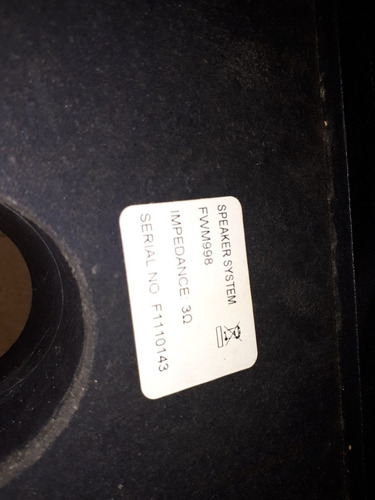 SPEAKER SYSTEM
FWM998
IMPEDANCE 3Ω
SERIAL NO F1110143